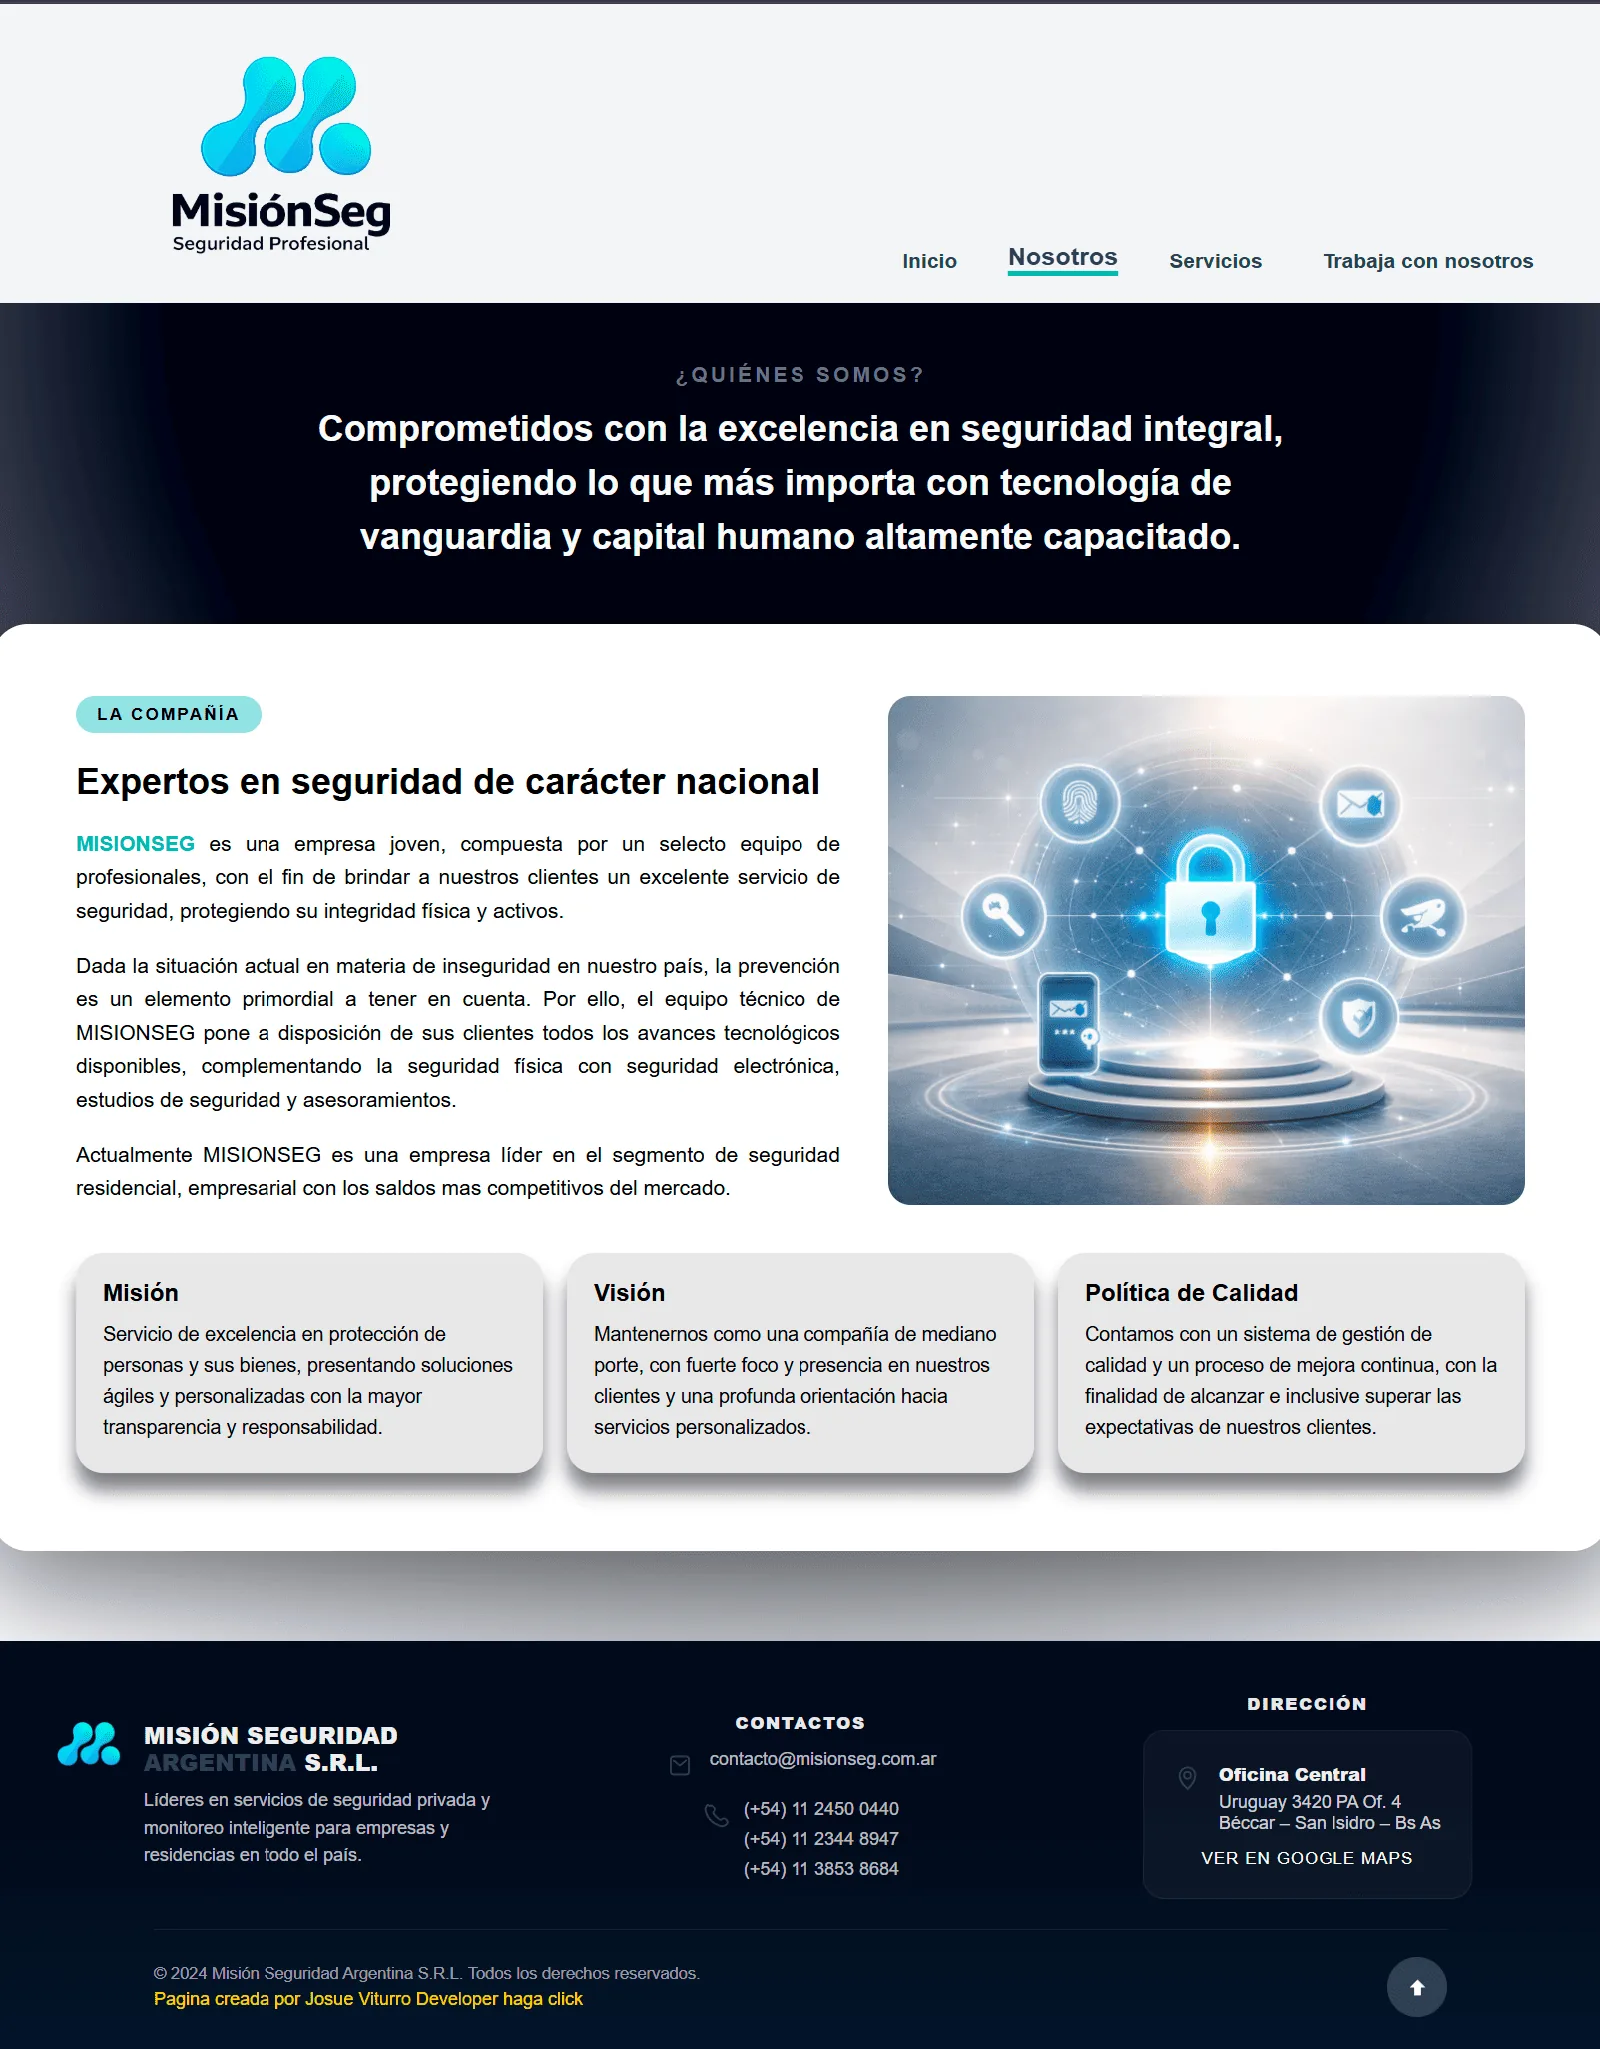 MisiónSeg
Seguridad Profesional
Inicio
Nosotros
Servicios
Trabaja con nosotros
¿QUIÉNES SOMOS?
Comprometidos con la excelencia en seguridad integral,
protegiendo lo que más importa con tecnología de
vanguardia y capital humano altamente capacitado.
LA COMPAÑÍA
Expertos en seguridad de carácter nacional
MISIONSEG es una empresa joven, compuesta por un selecto equipo de
profesionales, con el fin de brindar a nuestros clientes un excelente servicio de
seguridad, protegiendo su integridad física y activos.
Dada la situación actual en materia de inseguridad en nuestro país, la prevención
es un elemento primordial a tener en cuenta. Por ello, el equipo técnico de
MISIONSEG pone a disposición de sus clientes todos los avances tecnológicos
disponibles, complementando la seguridad física con seguridad electrónica,
estudios de seguridad y asesoramientos.
Actualmente MISIONSEG es una empresa líder en el segmento de seguridad
residencial, empresarial con los saldos mas competitivos del mercado.
Misión
Servicio de excelencia en protección de
personas y sus bienes, presentando soluciones
ágiles y personalizadas con la mayor
transparencia y responsabilidad.
Visión
Mantenernos como una compañía de mediano
porte, con fuerte foco y presencia en nuestros
clientes y una profunda orientación hacia
servicios personalizados.
Política de Calidad
Contamos con un sistema de gestión de
calidad y un proceso de mejora continua, con la
finalidad de alcanzar e inclusive superar las
expectativas de nuestros clientes.
MISIÓN SEGURIDAD
ARGENTINA S.R.L.
Líderes en servicios de seguridad privada y
monitoreo inteligente para empresas y
residencias en todo el país.
CONTACTOS
contacto@misionseg.com.ar
(+54) 11 2450 0440
(+54) 11 2344 8947
(+54) 11 3853 8684
DIRECCIÓN
Oficina Central
Uruguay 3420 PA Of. 4
Béccar – San Isidro – Bs As
VER EN GOOGLE MAPS
© 2024 Misión Seguridad Argentina S.R.L. Todos los derechos reservados.
Pagina creada por Josue Viturro Developer haga click